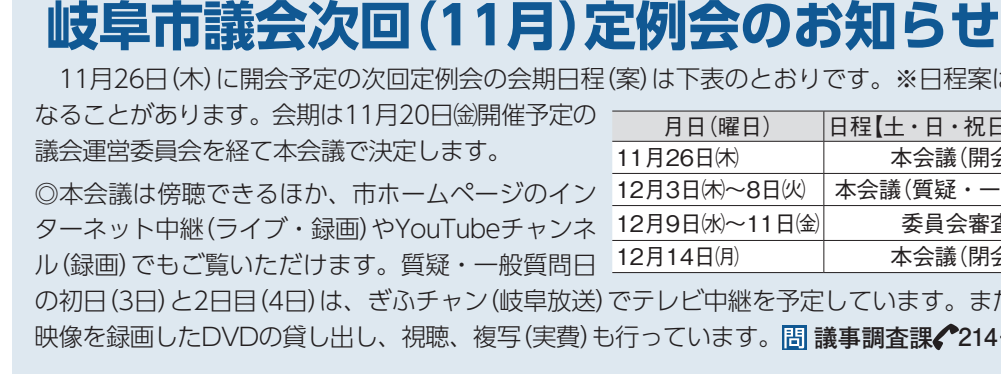 岐阜市議会次回(11月)定例会のお知らせ
11月26日(木)に開会予定の次回定例会の会期日程(案)は下表のとおりです。※日程案は
なることがあります。会期は11月20日㈮開催予定の
議会運営委員会を経て本会議で決定します。
◎本会議は傍聴できるほか、市ホームページのイン
ターネット中継(ライブ・録画)やYouTubeチャンネ
ル(録画)でもご覧いただけます。質疑・一般質問日
の初日(3日)と2日目(4日)は、ぎふチャン(岐阜放送)でテレビ中継を予定しています。また
映像を録画したDVDの貸し出し、視聴、複写(実費)も行っています。問 議事調査課 214-
月日(曜日) 日程【土・日・祝日
11月26日㈭ 本会議(開会
12月3日㈭～8日㈫ 本会議(質疑・一
12月9日㈬～11日㈮ 委員会審査
12月14日㈪ 本会議(閉会